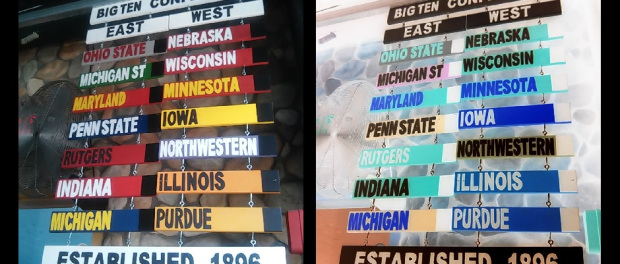 BIG TEN
EAST WEST
OHIO STATE NEBRASKA
MICHIGAN ST WISCONSIN
MARYLAND MINNESOTA
PENN STATE IOWA
RUTGERS NORTHWESTERN
INDIANA ILLINOIS
MICHIGAN PURDUE
ESTABLISHED 1896
BIG TEN
EAST WEST
OHIO STATE NEBRASKA
MICHIGAN ST WISCONSIN
MARYLAND MINNESOTA
PENN STATE IOWA
RUTGERS NORTHWESTERN
INDIANA ILLINOIS
MICHIGAN PURDUE
ESTABLISHED 1896